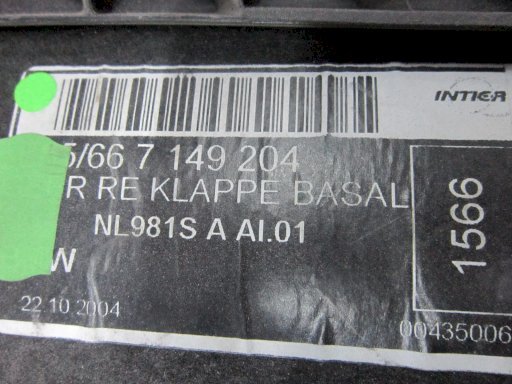 INTIER
5/66 7 149 204
R RE KLAPPE BASAL
NL981S A AI.01
W
22.10.2004
1566
00435006